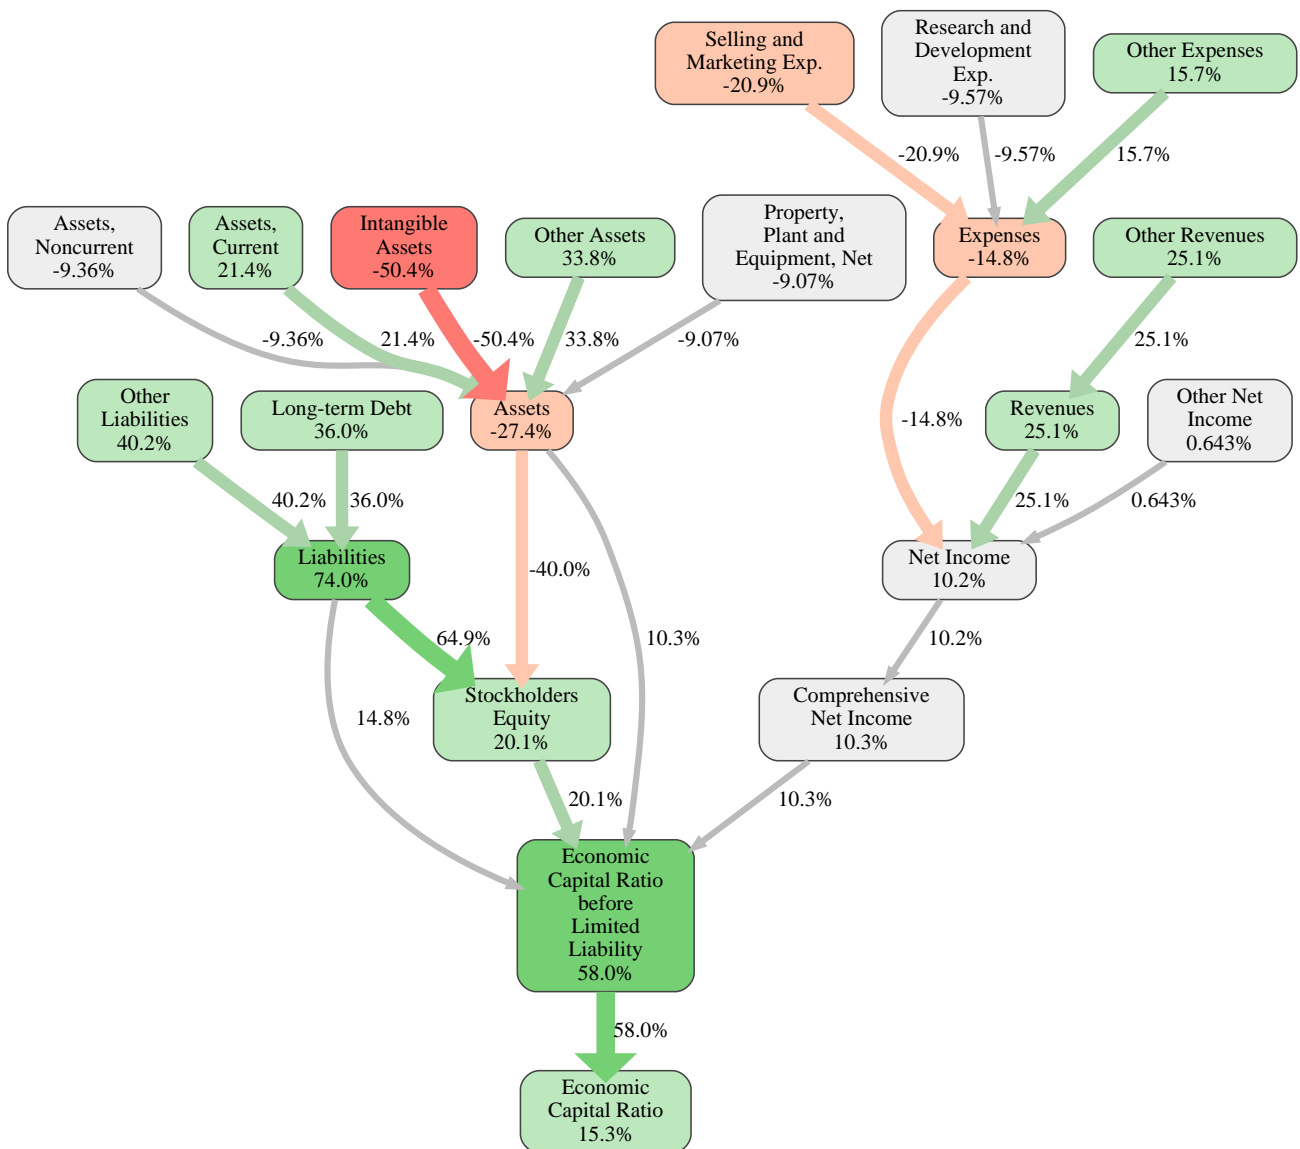 Selling and
Marketing Exp.
-20.9%
Research and
Development
Exp.
-9.57%
Other Expenses
15.7%
-20.9%
-9.57%
15.7%
Assets,
Noncurrent
-9.36%
Assets,
Current
21.4%
Intangible
Assets
-50.4%
Other Assets
33.8%
Property,
Plant and
Equipment, Net
-9.07%
Expenses
-14.8%
Other Revenues
25.1%
-9.36%
21.4%
-50.4%
33.8%
-9.07%
25.1%
Other
Liabilities
40.2%
Long-term Debt
36.0%
Assets
-27.4%
-14.8%
Revenues
25.1%
Other Net
Income
0.643%
40.2%
36.0%
25.1%
0.643%
Liabilities
74.0%
-40.0%
Net Income
10.2%
64.9%
10.3%
10.2%
14.8%
Stockholders
Equity
20.1%
Comprehensive
Net Income
10.3%
20.1%
10.3%
Economic
Capital Ratio
before
Limited
Liability
58.0%
58.0%
Economic
Capital Ratio
15.3%